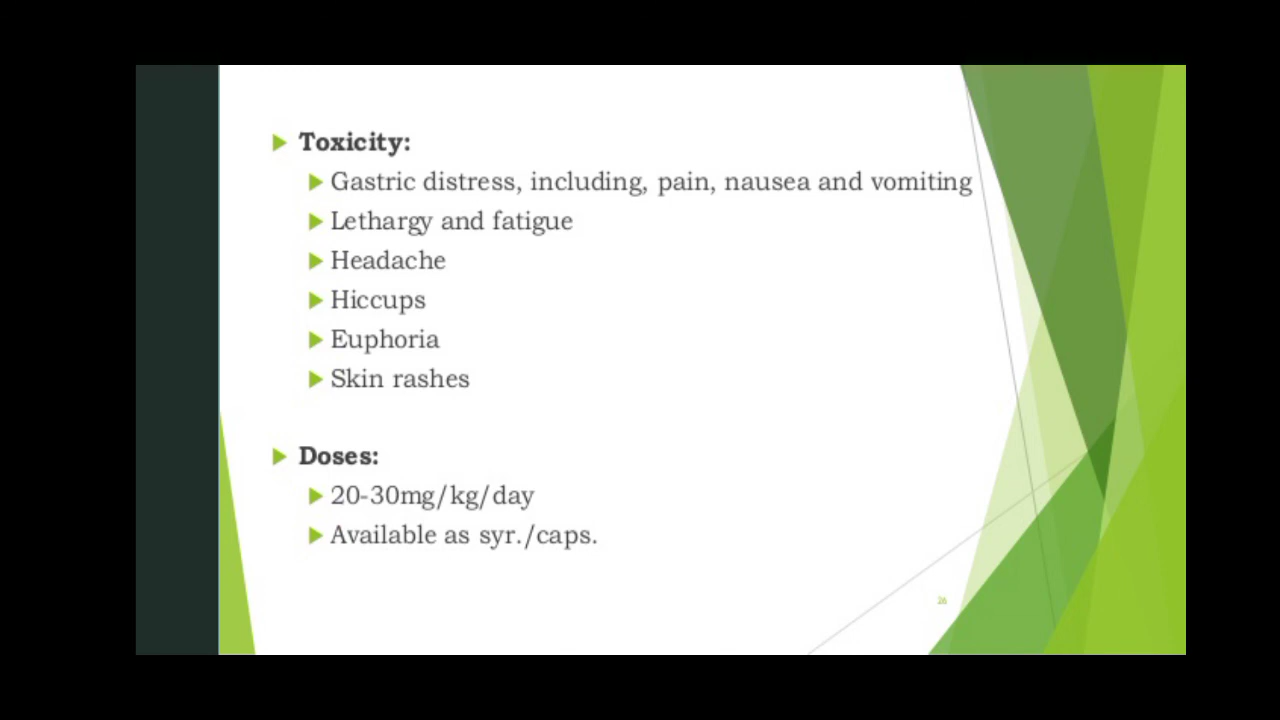 Toxicity:
Gastric distress, including, pain, nausea and vomiting
Lethargy and fatigue
Headache
Hiccups
Euphoria
Skin rashes
Doses:
20-30mg/kg/day
Available as syr./caps.
26